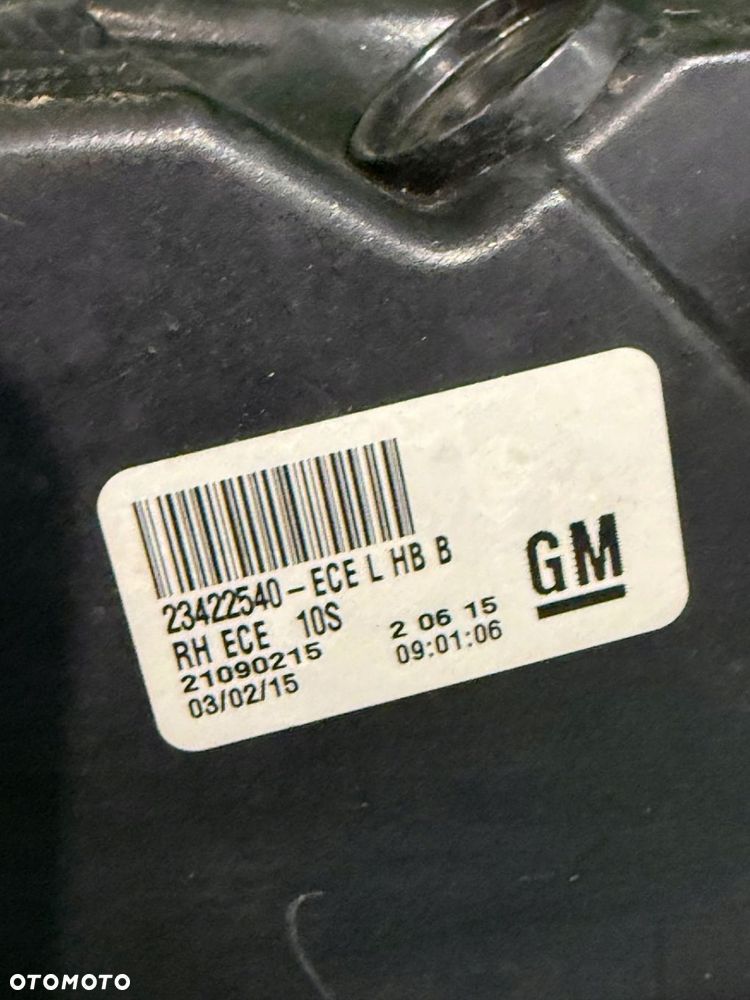 23422540-ECE L HB B
RH ECE 10S
21090215
03/02/15
2 06 15
09:01:06
GM
OTOMOTO